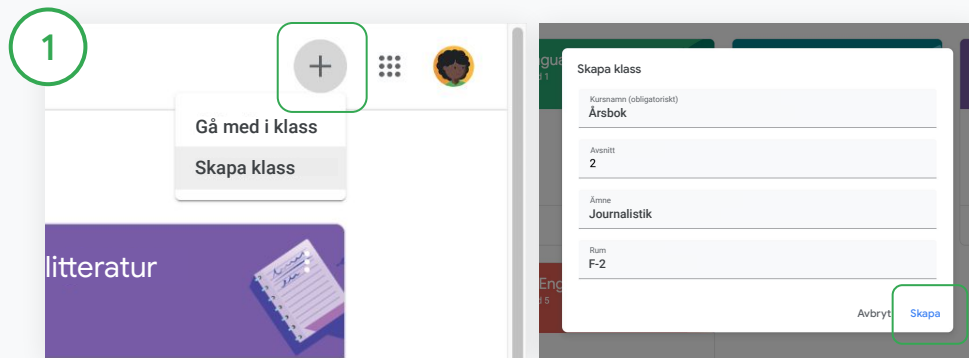 1
Gå med i klass
Skapa klass
litteratur
Skapa klass
Kursnamn (obligatoriskt)
Årsbok
Avsnitt
2
Ämne
Journalistik
Rum
F-2
Avbryt
Skapa
Eng